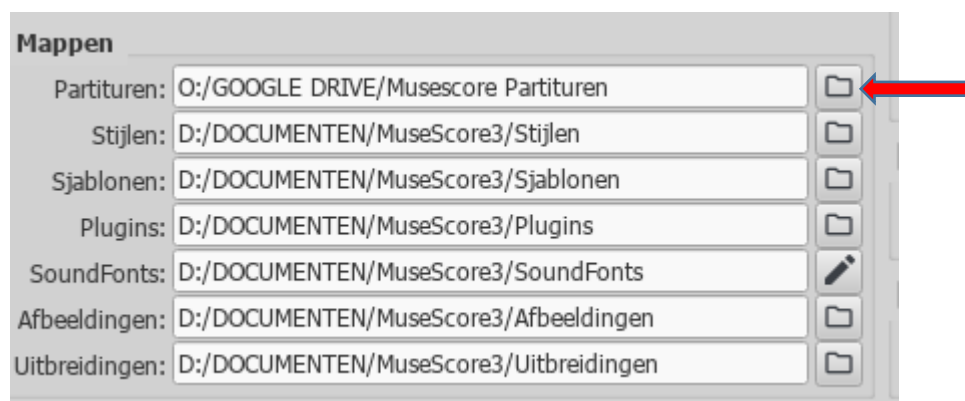 Mappen
Partituren: O:/GOOGLE DRIVE/Musescore Partituren
Stijlen: D:/DOCUMENTEN/MuseScore3/Stijlen
Sjablonen: D:/DOCUMENTEN/MuseScore3/Sjablonen
Plugins: D:/DOCUMENTEN/MuseScore3/Plugins
SoundFonts: D:/DOCUMENTEN/MuseScore3/SoundFonts
Afbeeldingen: D:/DOCUMENTEN/MuseScore3/Afbeeldingen
Uitbreidingen: D:/DOCUMENTEN/MuseScore3/Uitbreidingen